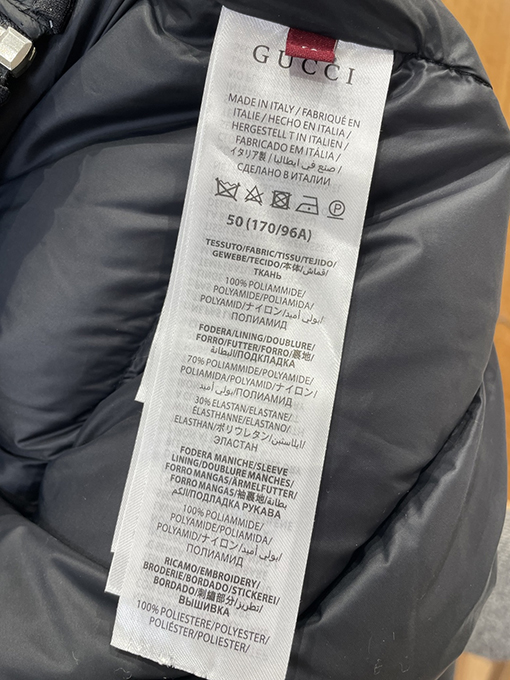 GUCCI
MADE IN ITALY / FABRIQUÉ EN
ITALIE / HECHO EN ITALIA /
HERGESTELL T IN ITALIEN /
FABRICADO EM ITÁLIA /
イタリア製 / صنع في ايطاليا /
СДЕЛАНО В ИТАЛИИ
P
50 (170/96A)
TESSUTO/FABRIC/TISSU/TEJIDO/
GEWEBE/TECIDO/本体/قماش/
ТКАНЬ
100% POLIAMMIDE/
POLYAMIDE/POLIAMIDA/
POLYAMID/ナイロン/بولي أميد/
ПОЛИАМИД
FODERA/LINING/DOUBLURE/
FORRO/FUTTER/FORRO/裏地/
البطانة/ПОДКЛАДКА
70% POLIAMMIDE/POLYAMIDE/
POLIAMIDA/POLYAMID/ナイロン/
بولي أميد/ПОЛИАМИД
30% ELASTAN/ELASTANE/
ÉLASTHANNE/ELASTANO/
ELASTHAN/ポリウレタン/ايلاستين/
ЭЛАСТАН
FODERA MANICHE/SLEEVE
LINING/DOUBLURE MANCHES/
FORRO MANGAS/ÄRMELFUTTER/
FORRO MANGAS/袖裏地/بطانة
الكم/ПОДКЛАДКА РУКАВА
100% POLIAMMIDE/
POLYAMIDE/POLIAMIDA/
POLYAMID/ナイロン/بولي أميد/
ПОЛИАМИД
RICAMO/EMBROIDERY/
BRODERIE/BORDADO/STICKEREI/
BORDADO/刺繍部分/تطريز/
ВЫШИВКА
100% POLIESTERE/POLYESTER/
POLIÉSTER/POLYESTER/